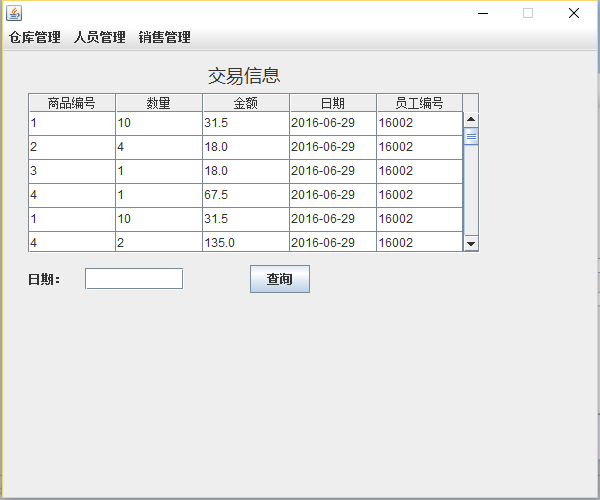 仓库管理 人员管理 销售管理
交易信息
商品编号 数量 金额 日期 员工编号
1 10 31.5 2016-06-29 16002
2 4 18.0 2016-06-29 16002
3 1 18.0 2016-06-29 16002
4 1 67.5 2016-06-29 16002
1 10 31.5 2016-06-29 16002
4 2 135.0 2016-06-29 16002
日期： 查询